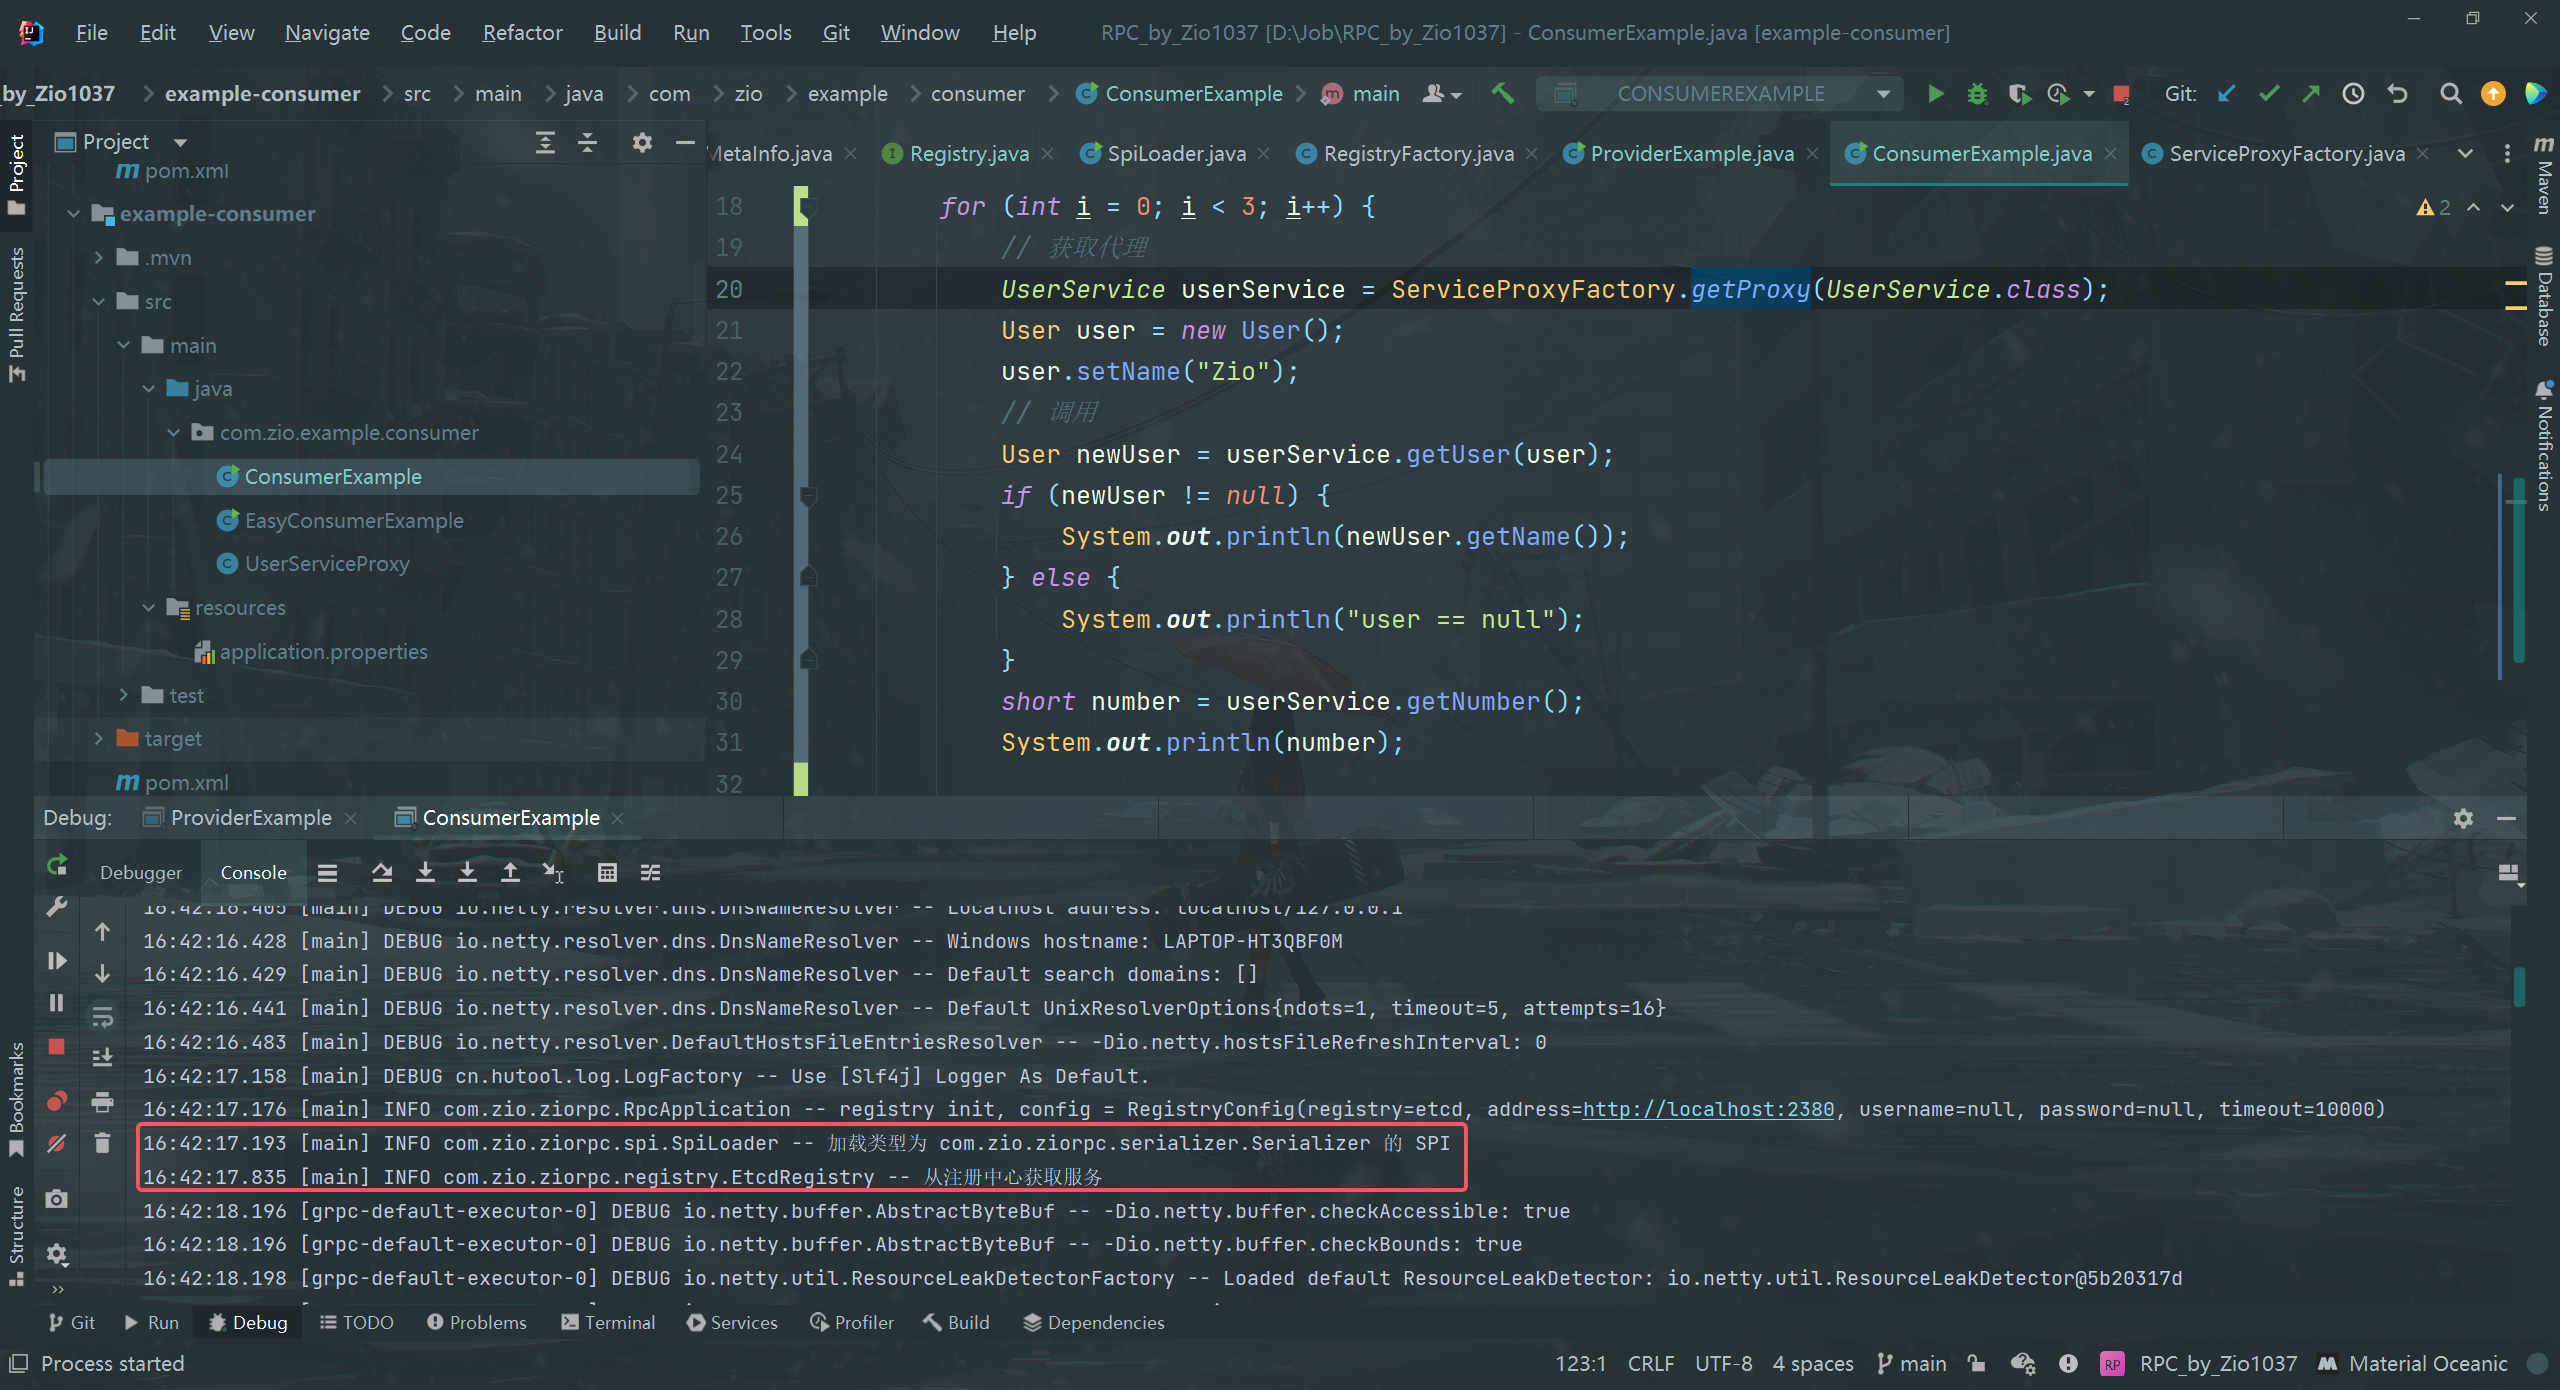 File Edit View Navigate Code Refactor Build Run Tools Git Window Help RPC_by_Zio1037 [D:\Job\RPC_by_Zio1037] - ConsumerExample.java [example-consumer]
by_Zio1037 example-consumer src main java com zio example consumer ConsumerExample main CONSUMEREXAMPLE Git:
Project
MetaInfo.java Registry.java SpiLoader.java RegistryFactory.java ProviderExample.java ConsumerExample.java ServiceProxyFactory.java
pom.xml
example-consumer
.mvn
src
main
java
com.zio.example.consumer
ConsumerExample
EasyConsumerExample
UserServiceProxy
resources
application.properties
test
target
pom.xml
Project
Pull Requests
Bookmarks
Structure
Maven
Database
Notifications
2
18 for (int i = 0; i < 3; i++) {
19 // 获取代理
20 UserService userService = ServiceProxyFactory.getProxy(UserService.class);
21 User user = new User();
22 user.setName("Zio");
23 // 调用
24 User newUser = userService.getUser(user);
25 if (newUser != null) {
26 System.out.println(newUser.getName());
27 } else {
28 System.out.println("user == null");
29 }
30 short number = userService.getNumber();
31 System.out.println(number);
32
Debug: ProviderExample ConsumerExample
Debugger Console
16:42:16.405 [main] DEBUG io.netty.resolver.dns.DnsNameResolver -- Localhost address: localhost/127.0.0.1
16:42:16.428 [main] DEBUG io.netty.resolver.dns.DnsNameResolver -- Windows hostname: LAPTOP-HT3QBF0M
16:42:16.429 [main] DEBUG io.netty.resolver.dns.DnsNameResolver -- Default search domains: []
16:42:16.441 [main] DEBUG io.netty.resolver.dns.DnsNameResolver -- Default UnixResolverOptions{ndots=1, timeout=5, attempts=16}
16:42:16.483 [main] DEBUG io.netty.resolver.DefaultHostsFileEntriesResolver -- -Dio.netty.hostsFileRefreshInterval: 0
16:42:17.158 [main] DEBUG cn.hutool.log.LogFactory -- Use [Slf4j] Logger As Default.
16:42:17.176 [main] INFO com.zio.ziorpc.RpcApplication -- registry init, config = RegistryConfig(registry=etcd, address=http://localhost:2380, username=null, password=null, timeout=10000)
16:42:17.193 [main] INFO com.zio.ziorpc.spi.SpiLoader -- 加载类型为 com.zio.ziorpc.serializer.Serializer 的 SPI
16:42:17.835 [main] INFO com.zio.ziorpc.registry.EtcdRegistry -- 从注册中心获取服务
16:42:18.196 [grpc-default-executor-0] DEBUG io.netty.buffer.AbstractByteBuf -- -Dio.netty.buffer.checkAccessible: true
16:42:18.196 [grpc-default-executor-0] DEBUG io.netty.buffer.AbstractByteBuf -- -Dio.netty.buffer.checkBounds: true
16:42:18.198 [grpc-default-executor-0] DEBUG io.netty.util.ResourceLeakDetectorFactory -- Loaded default ResourceLeakDetector: io.netty.util.ResourceLeakDetector@5b20317d
Git Run Debug TODO Problems Terminal Services Profiler Build Dependencies
Process started 123:1 CRLF UTF-8 4 spaces main RP RPC_by_Zio1037 Material Oceanic